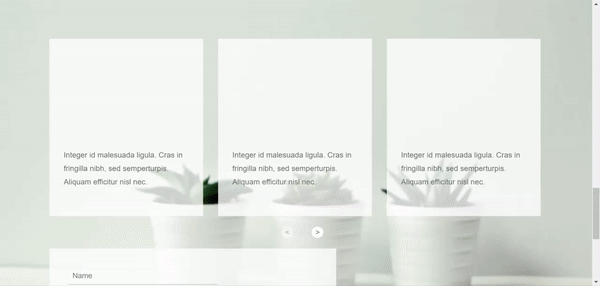 Integer id malesuada ligula. Cras in
fringilla nibh, sed semperturpis.
Aliquam efficitur nisl nec.
Integer id malesuada ligula. Cras in
fringilla nibh, sed semperturpis.
Aliquam efficitur nisl nec.
Integer id malesuada ligula. Cras in
fringilla nibh, sed semperturpis.
Aliquam efficitur nisl nec.
< >
Name